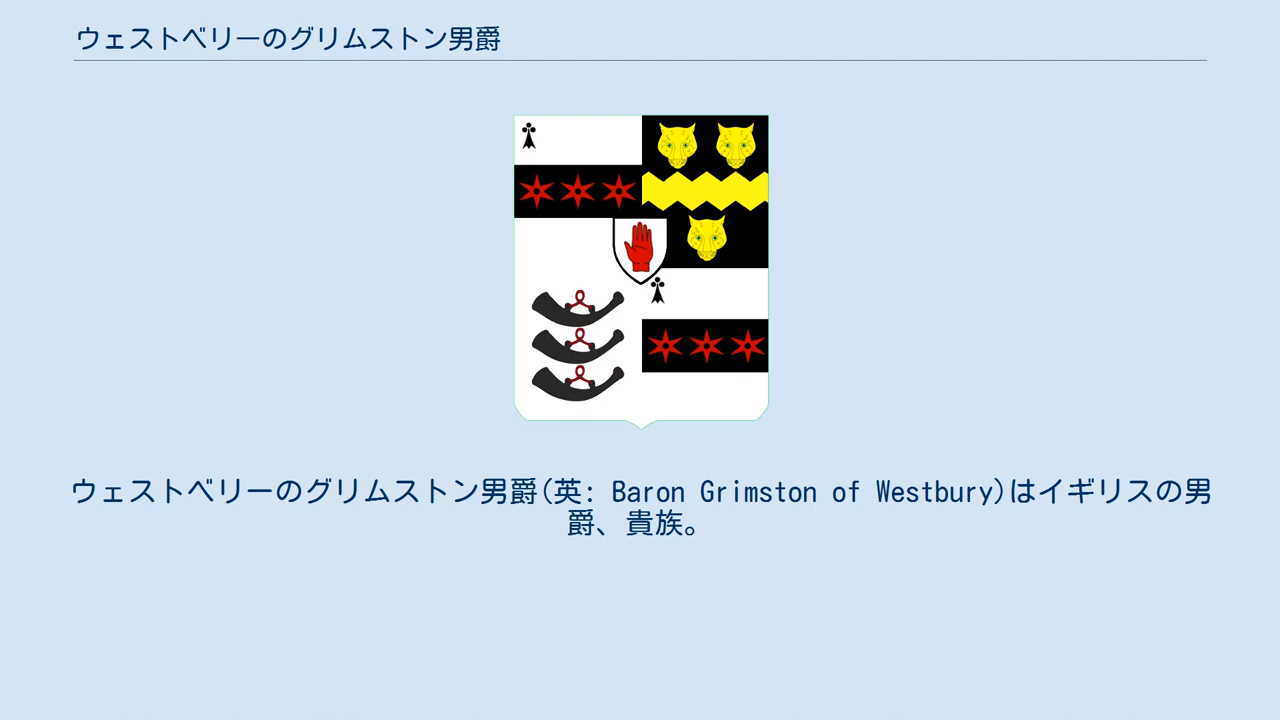 ウェストベリーのグリムストン男爵
ウェストベリーのグリムストン男爵(英: Baron Grimston of Westbury)はイギリスの男
爵、貴族。